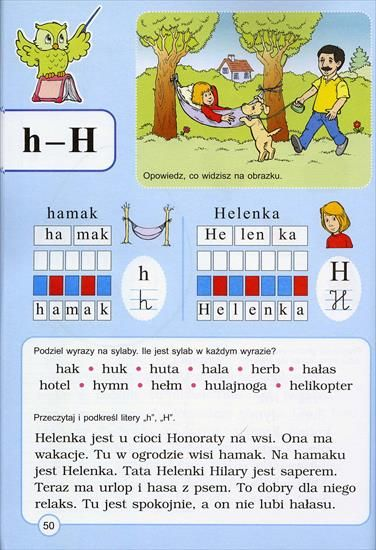 h – H
Opowiedz, co widzisz na obrazku.
hamak
ha mak
h a m a k
h
h
Helenka
He len ka
H e l e n k a
H
H
Podziel wyrazy na sylaby. Ile jest sylab w każdym wyrazie?
hak • huk • huta • hala • herb • hałas
hotel • hymn • hełm • hulajnoga • helikopter
Przeczytaj i podkreśl litery „h”, „H”.
Helenka jest u cioci Honoraty na wsi. Ona ma
wakacje. Tu w ogrodzie wisi hamak. Na hamaku
jest Helenka. Tata Helenki Hilary jest saperem.
Teraz ma urlop i hasa z psem. To dobry dla niego
relaks. Tu jest spokojnie, a on nie lubi hałasu.
50